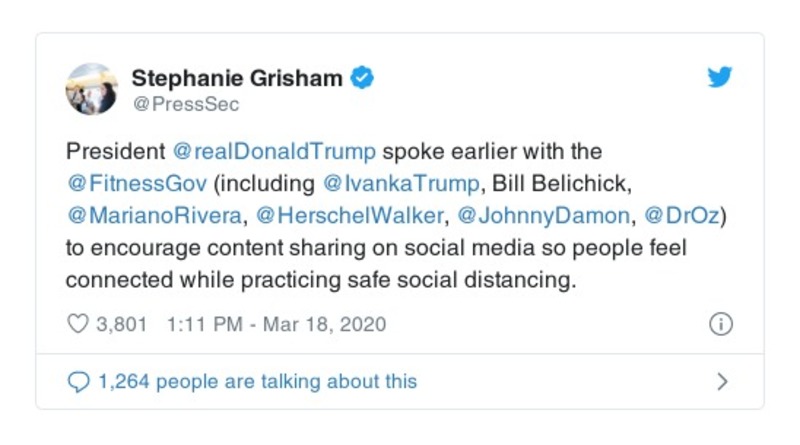 Stephanie Grisham
@PressSec
President @realDonaldTrump spoke earlier with the
@FitnessGov (including @IvankaTrump, Bill Belichick,
@MarianoRivera, @HerschelWalker, @JohnnyDamon, @DrOz)
to encourage content sharing on social media so people feel
connected while practicing safe social distancing.
3,801 1:11 PM - Mar 18, 2020
1,264 people are talking about this